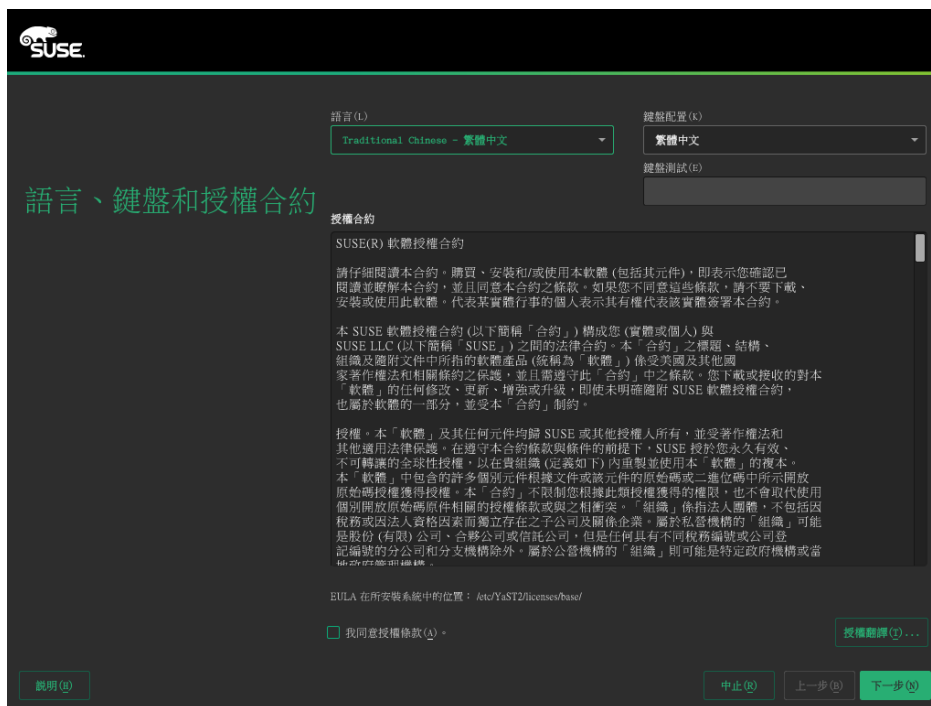 SUSE.
語言(L)
鍵盤配置(K)
Traditional Chinese - 繁體中文
繁體中文
鍵盤測試(E)
語言、鍵盤和授權合約
授權合約
SUSE(R) 軟體授權合約
請仔細閱讀本合約。購買、安裝和/或使用本軟體 (包括其元件)，即表示您確認已
閱讀並瞭解本合約，並且同意本合約之條款。如果您不同意這些條款，請不要下載、
安裝或使用此軟體。代表某實體行事的個人表示其有權代表該實體簽署本合約。
本 SUSE 軟體授權合約 (以下簡稱「合約」) 構成您 (實體或個人) 與
SUSE LLC (以下簡稱「SUSE」) 之間的法律合約。本「合約」之標題、結構、
組織及隨附文件中所指的軟體產品 (統稱為「軟體」) 係受美國及其他國
家著作權法和相關條約之保護，並且需遵守此「合約」中之條款。您下載或接收的對本
「軟體」的任何修改、更新、增強或升級，即使未明確隨附 SUSE 軟體授權合約，
也屬於軟體的一部分，並受本「合約」制約。
授權。本「軟體」及其任何元件均歸 SUSE 或其他授權人所有，並受著作權法和
其他適用法律保護。在遵守本合約條款與條件的前提下，SUSE 授於您永久有效、
不可轉讓的全球性授權，以在貴組織 (定義如下) 內重製並使用本「軟體」的複本。
本「軟體」中包含的許多個別元件根據文件或該元件的原始碼或二進位碼中所示開放
原始碼授權獲得授權。本「合約」不限制您根據此類授權獲得的權限，也不會取代使用
個別開放原始碼原件相關的授權條款或與之相衝突。「組織」係指法人團體，不包括因
稅務或因法人資格因素而獨立存在之子公司及關係企業。屬於私營機構的「組織」可能
是股份 (有限) 公司、合夥公司或信託公司，但是任何具有不同稅務編號或公司登
記編號的分公司和分支機構除外。屬於公營機構的「組織」則可能是特定政府機構或當
地政府管理機構。
EULA 在所安裝系統中的位置： /etc/YaST2/licenses/base/
我同意授權條款(A)。
授權翻譯(T)...
說明(H)
中止(R)
上一步(B)
下一步(N)